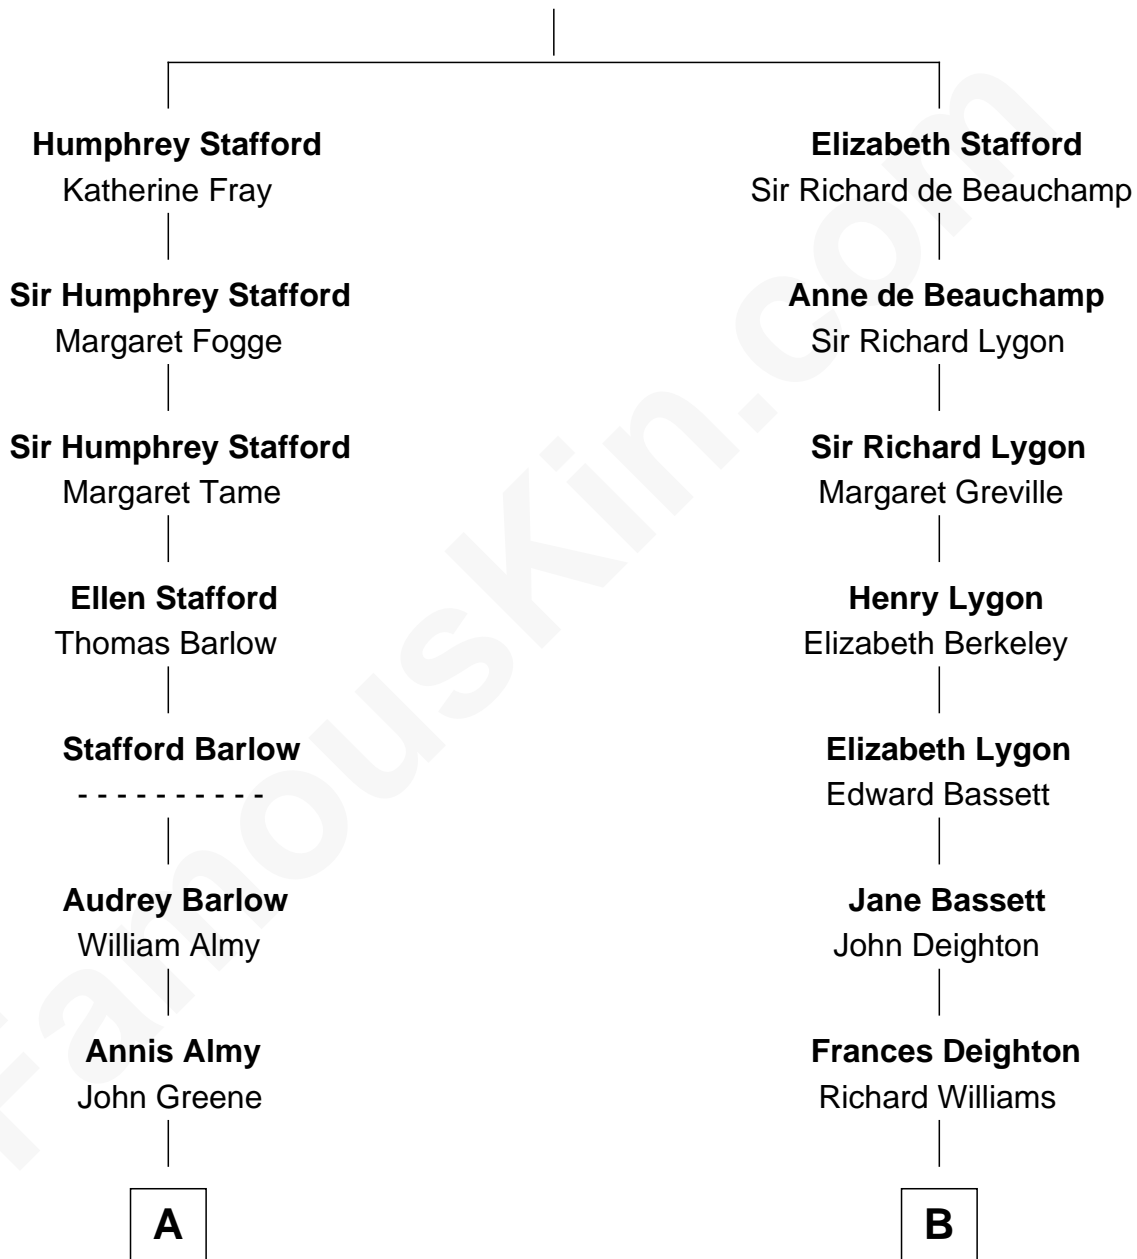 Humphrey Stafford
Katherine Fray
Sir Humphrey Stafford
Margaret Fogge
Sir Humphrey Stafford
Margaret Tame
Ellen Stafford
Thomas Barlow
Stafford Barlow
- - - - - - - - - -
Audrey Barlow
William Almy
Annis Almy
John Greene
A
Elizabeth Stafford
Sir Richard de Beauchamp
Anne de Beauchamp
Sir Richard Lygon
Sir Richard Lygon
Margaret Greville
Henry Lygon
Elizabeth Berkeley
Elizabeth Lygon
Edward Bassett
Jane Bassett
John Deighton
Frances Deighton
Richard Williams
B
FamousKin.com